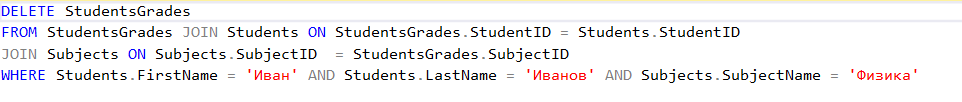 DELETE StudentsGrades
FROM StudentsGrades JOIN Students ON StudentsGrades.StudentID = Students.StudentID
JOIN Subjects ON Subjects.SubjectID  = StudentsGrades.SubjectID
WHERE Students.FirstName = 'Иван' AND Students.LastName = 'Иванов' AND Subjects.SubjectName = 'Физика'